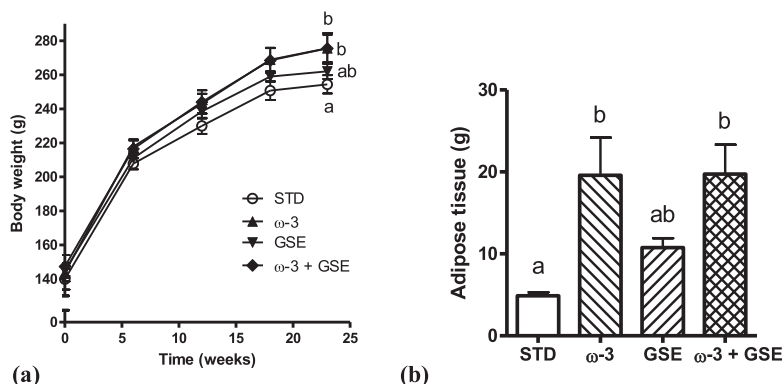 b
280
b
260
ab
240
a
220
200
180
160
140
0
Body weight (g)
STD
ω-3
GSE
ω-3 + GSE
0 5 10 15 20 25
Time (weeks)
(a)
30
20
10
0
Adipose tissue (g)
a
b
ab
b
STD ω-3 GSE ω-3 + GSE
(b)